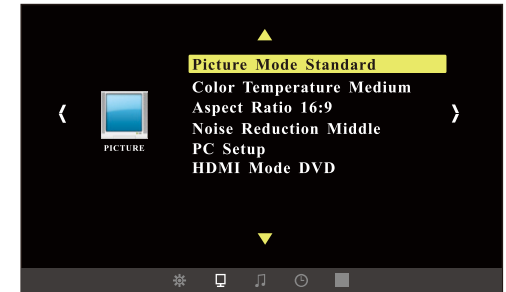 Picture Mode Standard
Color Temperature Medium
Aspect Ratio 16:9
Noise Reduction Middle
PC Setup
HDMI Mode DVD
PICTURE